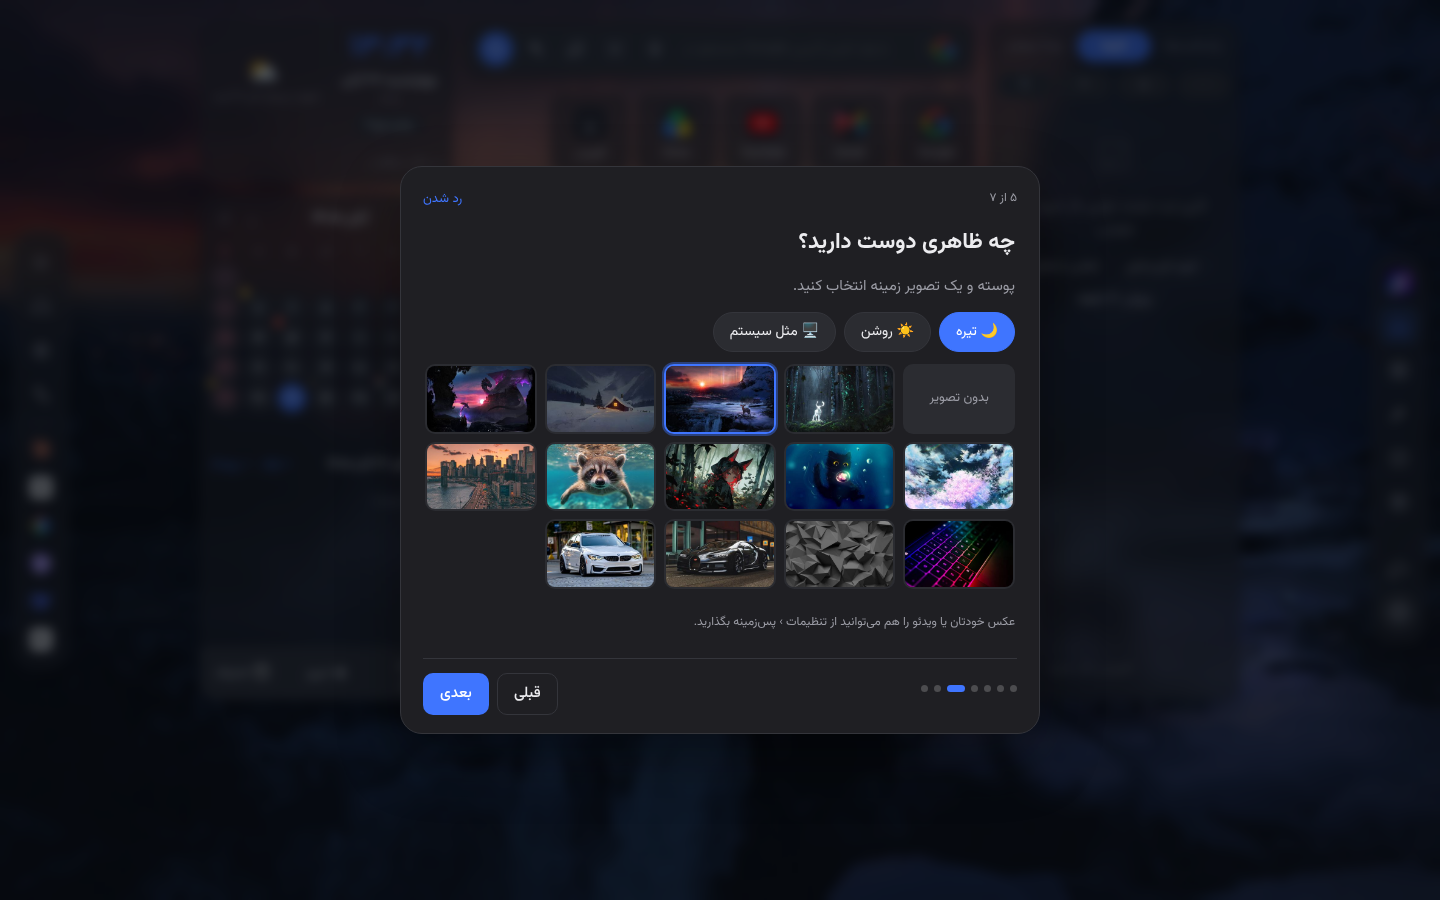 ۵ از ۷
رد شدن
چه ظاهری دوست دارید؟
پوسته و یک تصویر زمینه انتخاب کنید.
🌙 تیره
☀️ روشن
🖥️ مثل سیستم
بدون تصویر
عکس خودتان یا ویدئو را هم می‌توانید از تنظیمات › پس‌زمینه بگذارید.
قبلی
بعدی